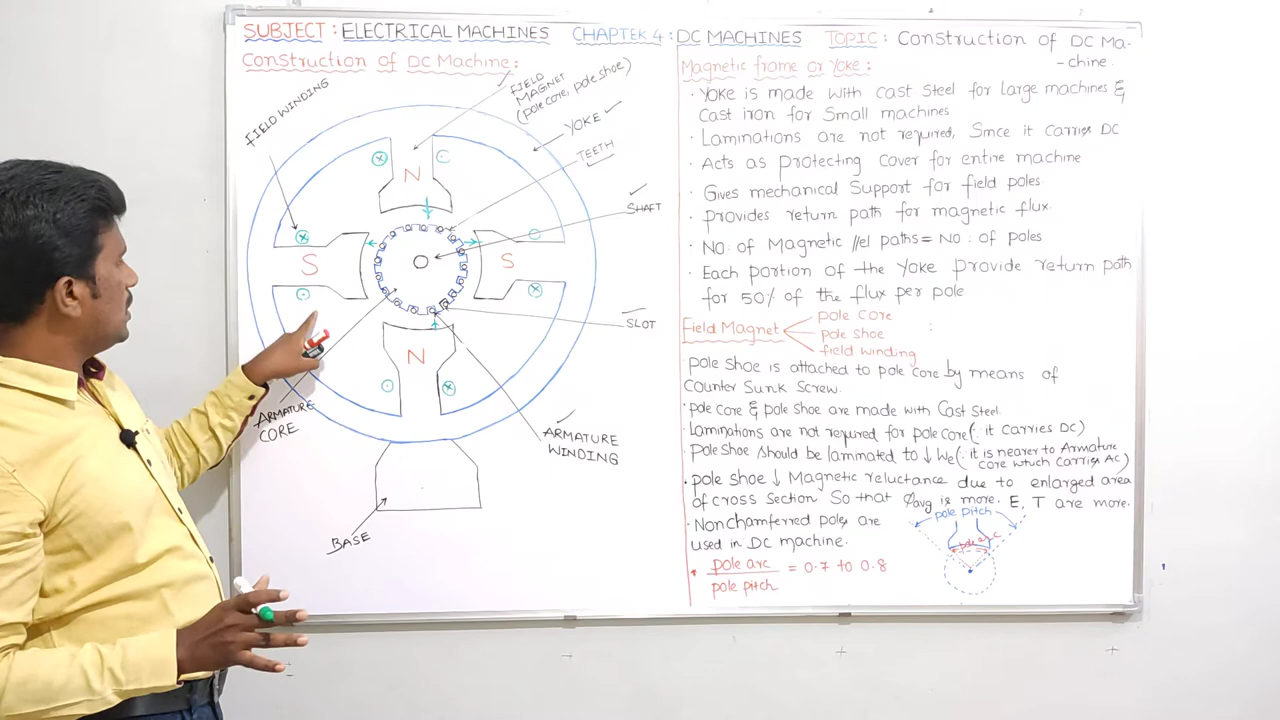 SUBJECT : ELECTRICAL MACHINES CHAPTER 4 : DC MACHINES TOPIC : Construction of DC Ma-
-chine.
Construction of DC Machine :
FIELD WINDING
FIELD
MAGNET
(pole core, pole shoe)
YOKE
TEETH
SHAFT
SLOT
ARMATURE
WINDING
ARMATURE
CORE
BASE
N
S
S
N
Magnetic frame or Yoke :
· Yoke is made with cast Steel for large machines &
Cast iron for Small machines
· Laminations are not required, Since it carries DC
· Acts as protecting cover for entire machine
· Gives mechanical Support for field poles
· provides return path for magnetic flux
· NO: of Magnetic //el paths = NO: of poles
· Each portion of the Yoke provide return path
for 50% of the flux per pole
Field Magnet
pole core
pole shoe
field winding
· pole Shoe is attached to pole core by means of
Counter Sunk Screw.
· pole Core & pole shoe are made with Cast Steel.
· Laminations are not required for pole core (∵ it carries DC)
· Pole shoe should be laminated to ↓ We (∵ it is nearer to Armature
core which carries AC)
· pole shoe ↓ Magnetic reluctance due to enlarged area
of cross section So that φavg is more. E, T are more.
· Non chamferred poles are
used in DC machine.
· pole arc
pole pitch
= 0.7 to 0.8
pole pitch
pole arc